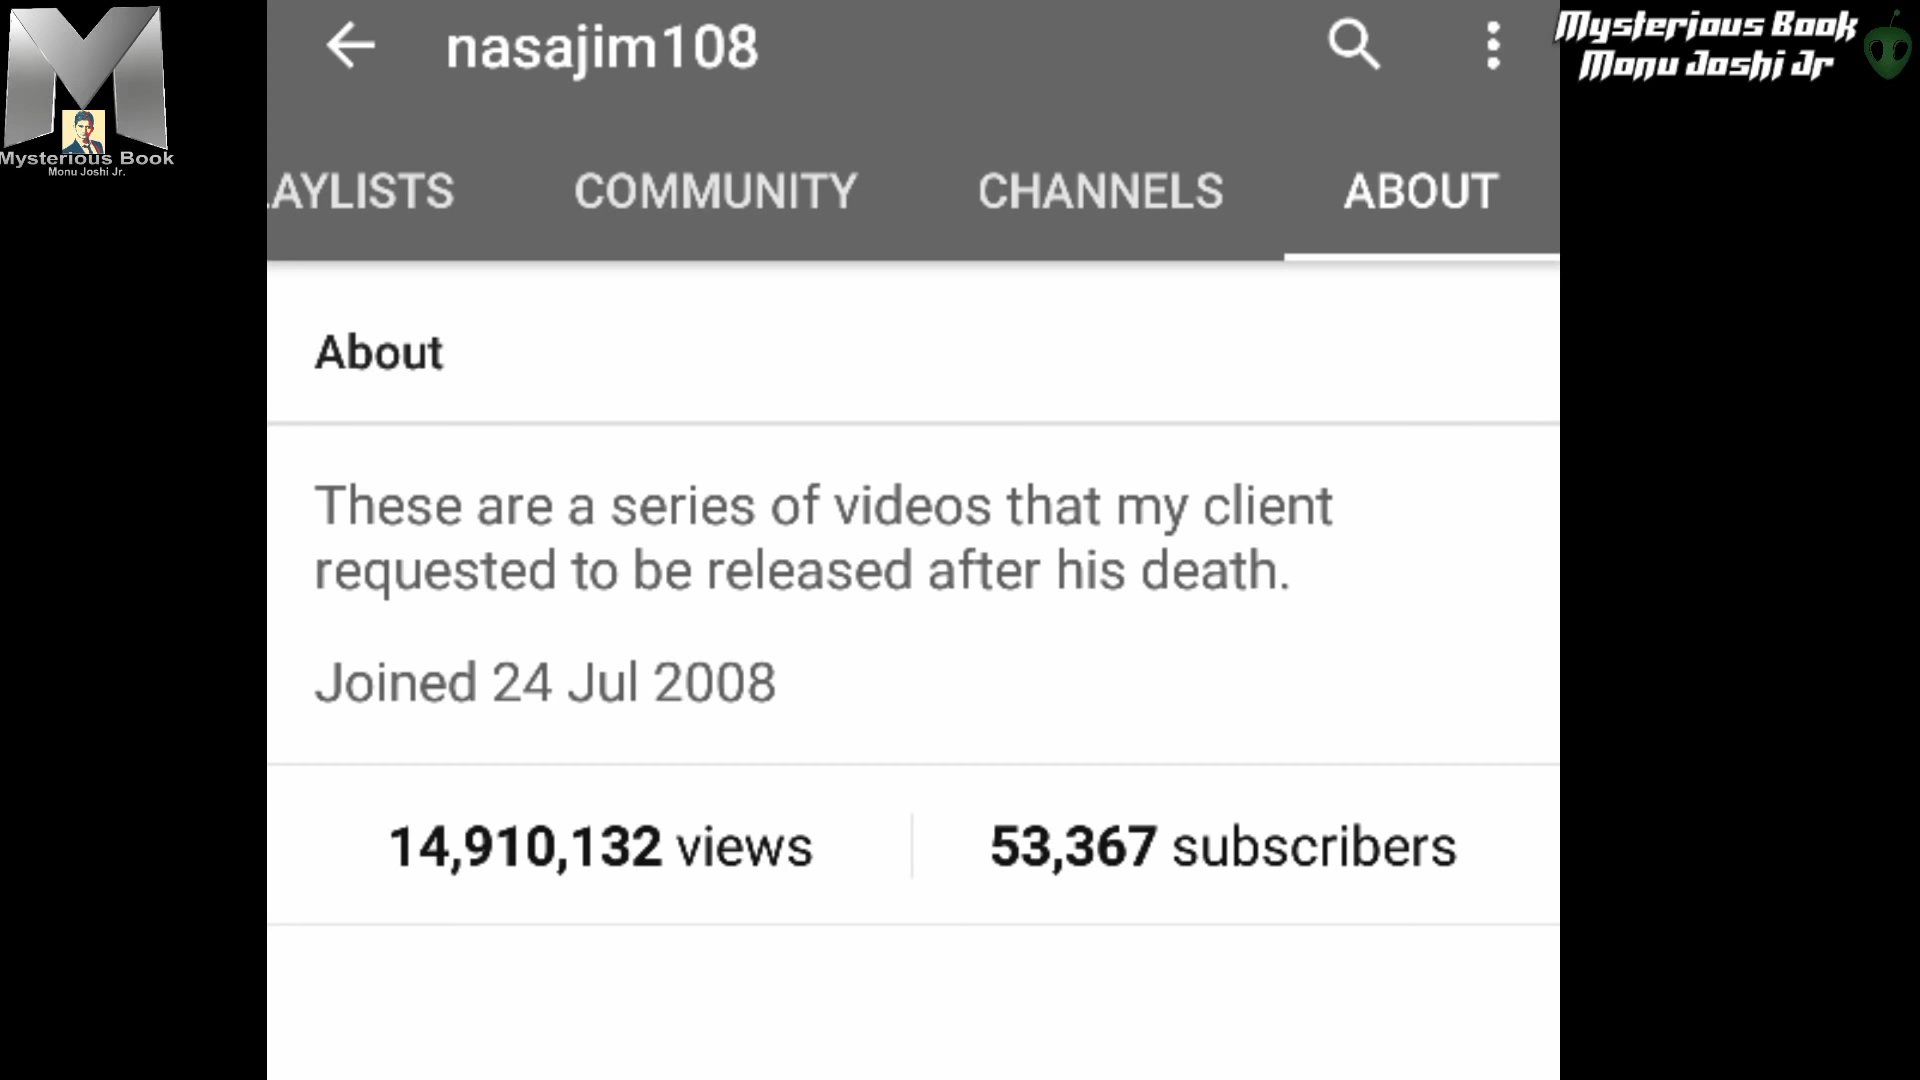 nasajim108
Mysterious Book
Monu Joshi Jr
M
Mysterious Book
Monu Joshi Jr.
AYLISTS COMMUNITY CHANNELS ABOUT
About
These are a series of videos that my client
requested to be released after his death.
Joined 24 Jul 2008
14,910,132 views 53,367 subscribers